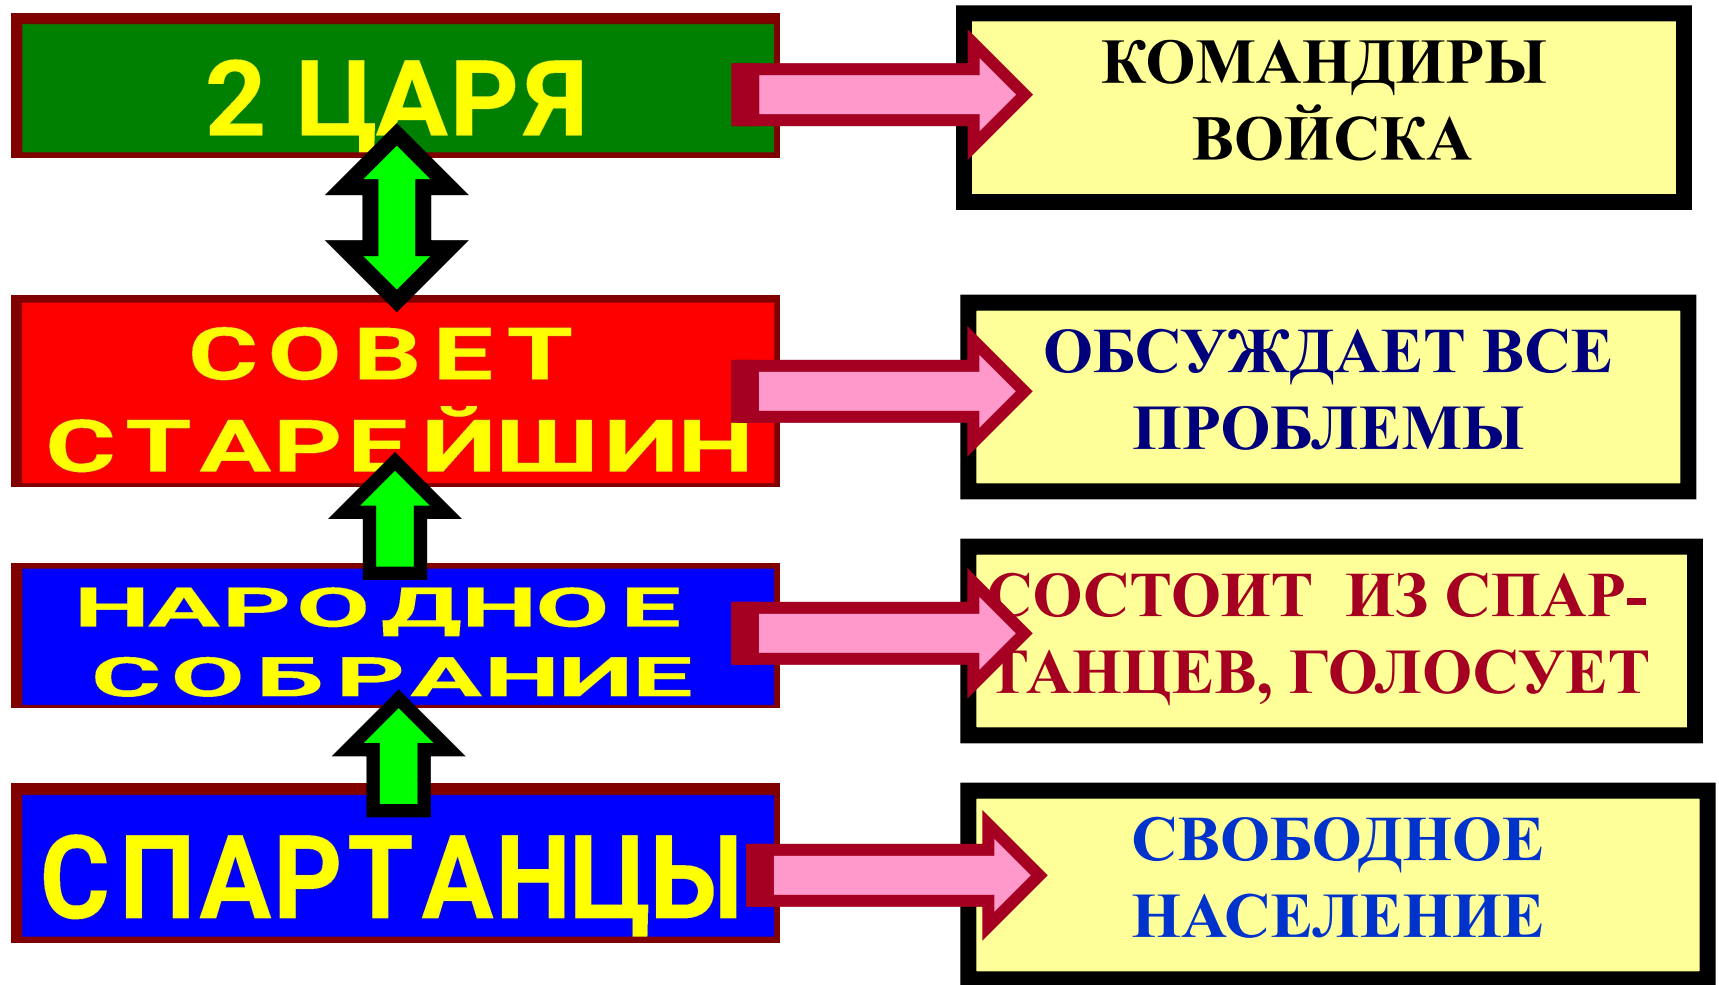 2 ЦАРЯ
КОМАНДИРЫ
ВОЙСКА
СОВЕТ
СТАРЕЙШИН
ОБСУЖДАЕТ ВСЕ
ПРОБЛЕМЫ
НАРОДНОЕ
СОБРАНИЕ
СОСТОИТ ИЗ СПАР-
ТАНЦЕВ, ГОЛОСУЕТ
СПАРТАНЦЫ
СВОБОДНОЕ
НАСЕЛЕНИЕ